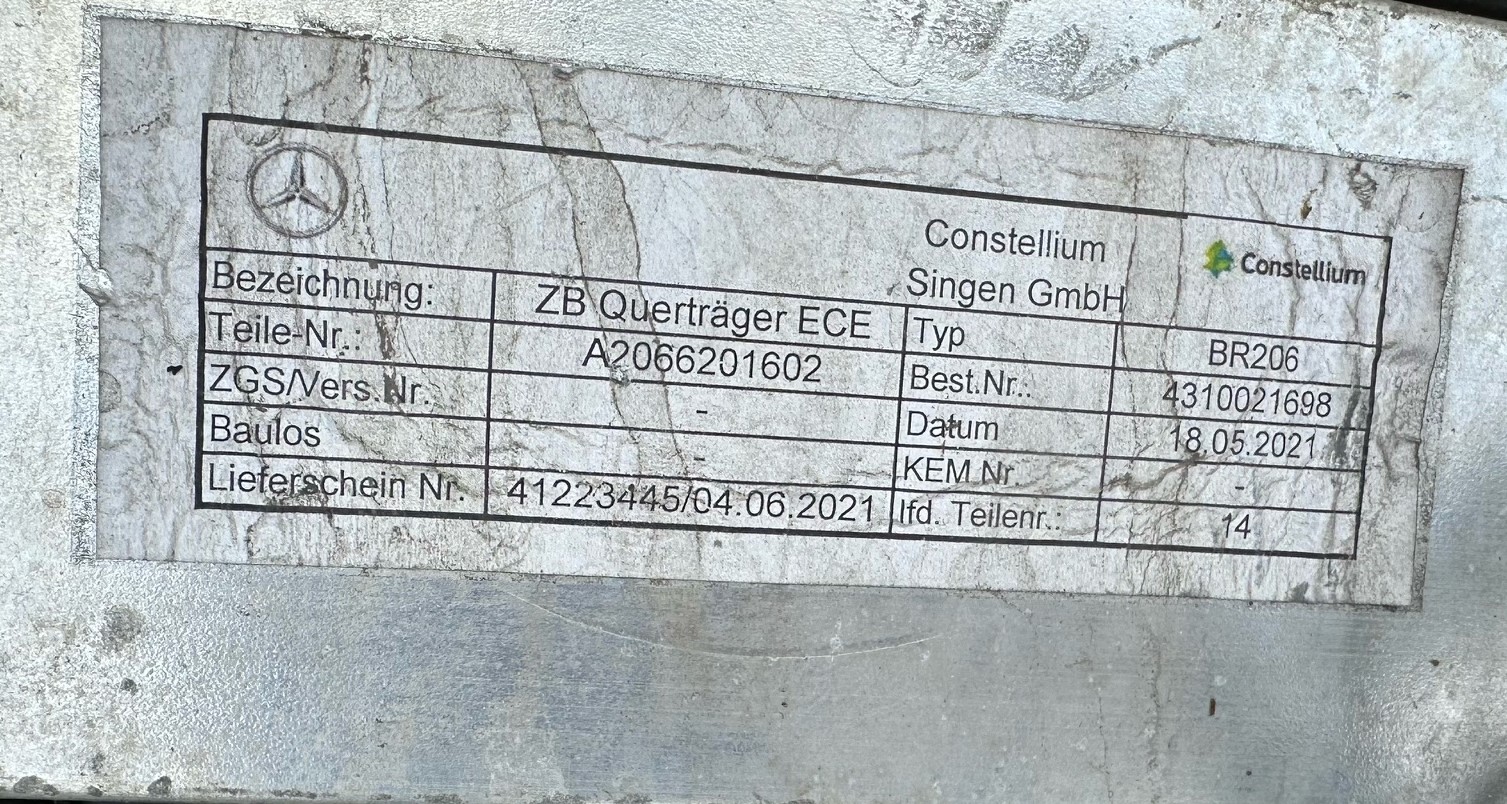 Constellium
Singen GmbH
Constellium
Bezeichnung: ZB Querträger ECE Typ BR206
Teile-Nr.: A2066201602 Best.Nr.: 4310021698
ZGS/Vers.Nr. - Datum 18.05.2021
Baulos - KEM Nr. -
Lieferschein Nr. 41223445/04.06.2021 lfd. Teilenr.: 14